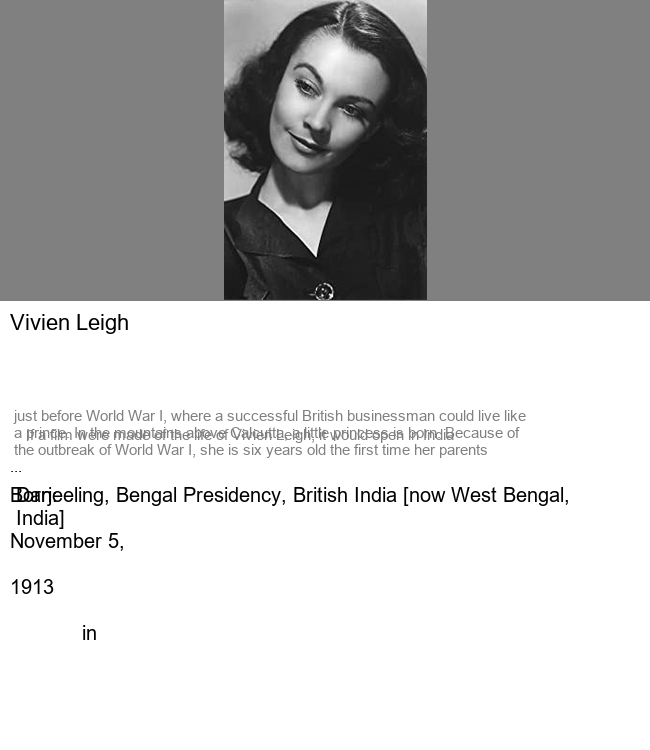 Vivien Leigh
If a film were made of the life of Vivien Leigh, it would open in India
just before World War I, where a successful British businessman could live like
a prince. In the mountains above Calcutta, a little princess is born. Because of
the outbreak of World War I, she is six years old the first time her parents
...
Born
Darjeeling, Bengal Presidency, British India [now West Bengal,
India]
November 5,
1913
in